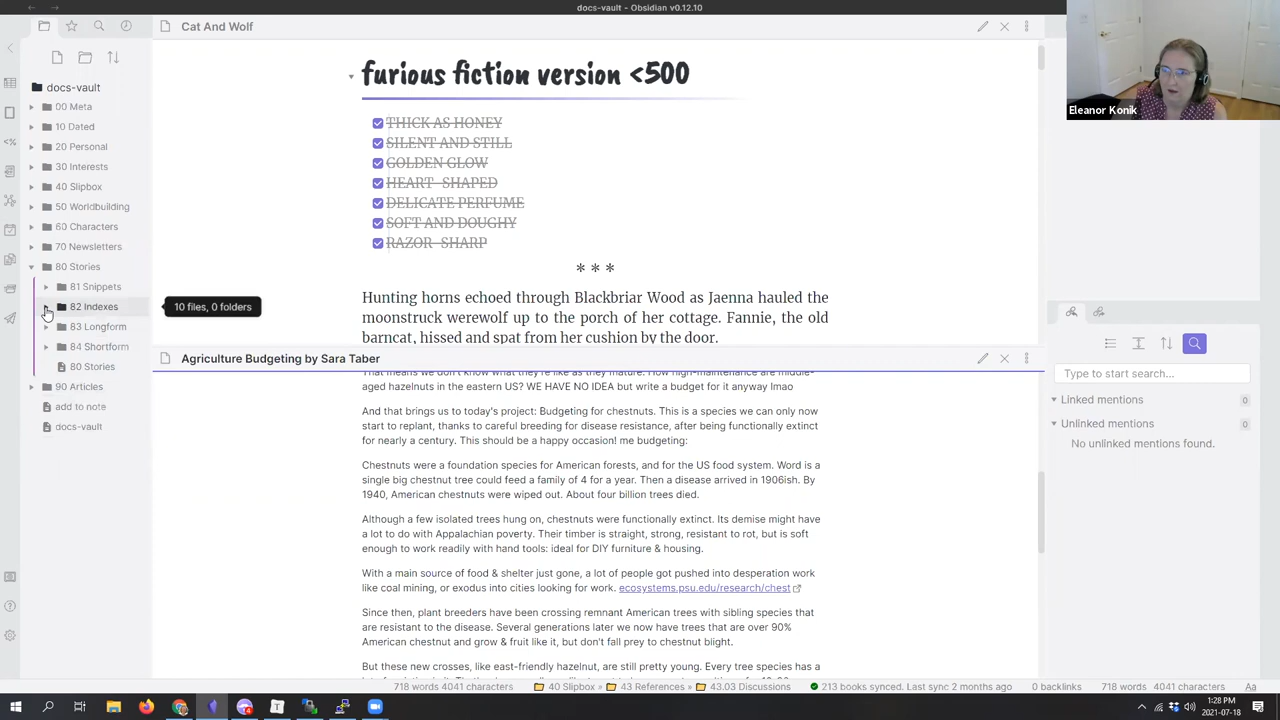 docs-vault - Obsidian v0.12.10
Cat And Wolf
Eleanor Konik
docs-vault
00 Meta
10 Dated
20 Personal
30 Interests
40 Slipbox
50 Worldbuilding
60 Characters
70 Newsletters
80 Stories
81 Snippets
82 Indexes
83 Longform
84 Shortform
80 Stories
90 Articles
add to note
docs-vault
10 files, 0 folders
furious fiction version <500
THICK AS HONEY
SILENT AND STILL
GOLDEN GLOW
HEART-SHAPED
DELICATE PERFUME
SOFT AND DOUGHY
RAZOR-SHARP
* * *
Hunting horns echoed through Blackbriar Wood as Jaenna hauled the
moonstruck werewolf up to the porch of her cottage. Fannie, the old
barncat, hissed and spat from her cushion by the door.
Agriculture Budgeting by Sara Taber
That means we don't know what they're like as they mature. How high-maintenance are middle-
aged hazelnuts in the eastern US? WE HAVE NO IDEA but write a budget for it anyway lmao
And that brings us to today's project: Budgeting for chestnuts. This is a species we can only now
start to replant, thanks to careful breeding for disease resistance, after being functionally extinct
for nearly a century. This should be a happy occasion! me budgeting:
Chestnuts were a foundation species for American forests, and for the US food system. Word is a
single big chestnut tree could feed a family of 4 for a year. Then a disease arrived in 1906ish. By
1940, American chestnuts were wiped out. About four billion trees died.
Although a few isolated trees hung on, chestnuts were functionally extinct. Its demise might have
a lot to do with Appalachian poverty. Their timber is straight, strong, resistant to rot, but is soft
enough to work readily with hand tools: ideal for DIY furniture & housing.
With a main source of food & shelter just gone, a lot of people got pushed into desperation work
like coal mining, or exodus into cities looking for work. ecosystems.psu.edu/research/chest
Since then, plant breeders have been crossing remnant American trees with sibling species that
are resistant to the disease. Several generations later we now have trees that are over 90%
American chestnut and grow & fruit like it, but don't fall prey to chestnut blight.
But these new crosses, like east-friendly hazelnut, are still pretty young. Every tree species has a
Type to start search...
Linked mentions 0
Unlinked mentions 0
No unlinked mentions found.
718 words 4041 characters
40 Slipbox » 43 References » 43.03 Discussions
213 books synced. Last sync 2 months ago
0 backlinks
718 words 4041 characters
Aa
1:28 PM
2021-07-18